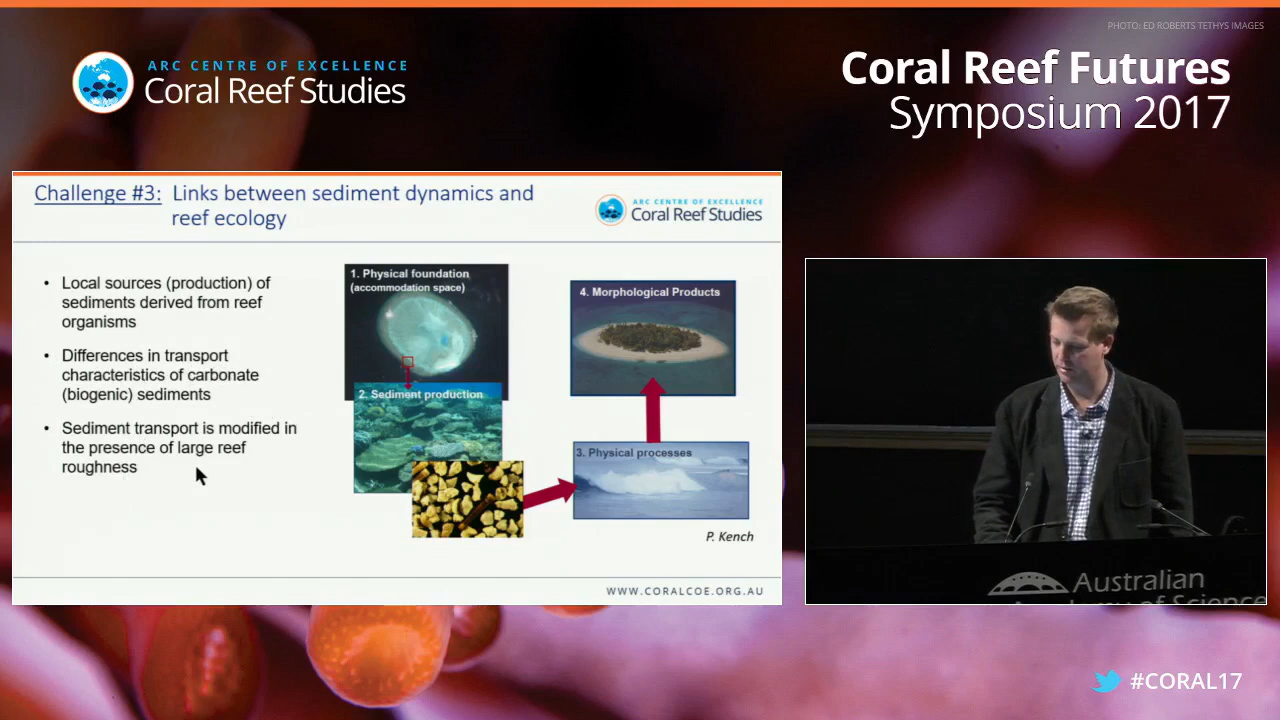 PHOTO: ED ROBERTS TETHYS IMAGES
ARC CENTRE OF EXCELLENCE
Coral Reef Studies
Coral Reef Futures
Symposium 2017
Challenge #3: Links between sediment dynamics and
reef ecology
ARC CENTRE OF EXCELLENCE
Coral Reef Studies
• Local sources (production) of
sediments derived from reef
organisms
• Differences in transport
characteristics of carbonate
(biogenic) sediments
• Sediment transport is modified in
the presence of large reef
roughness
1. Physical foundation
(accommodation space)
2. Sediment production
4. Morphological Products
3. Physical processes
P. Kench
WWW.CORALCOE.ORG.AU
Australian
Academy of Science
#CORAL17